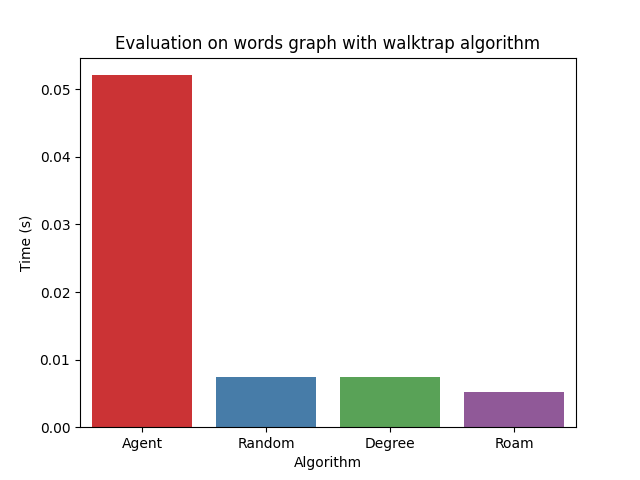 Evaluation on words graph with walktrap algorithm
0.05
0.04
0.03
0.02
0.01
0.00
Time (s)
Agent Random Degree Roam
Algorithm